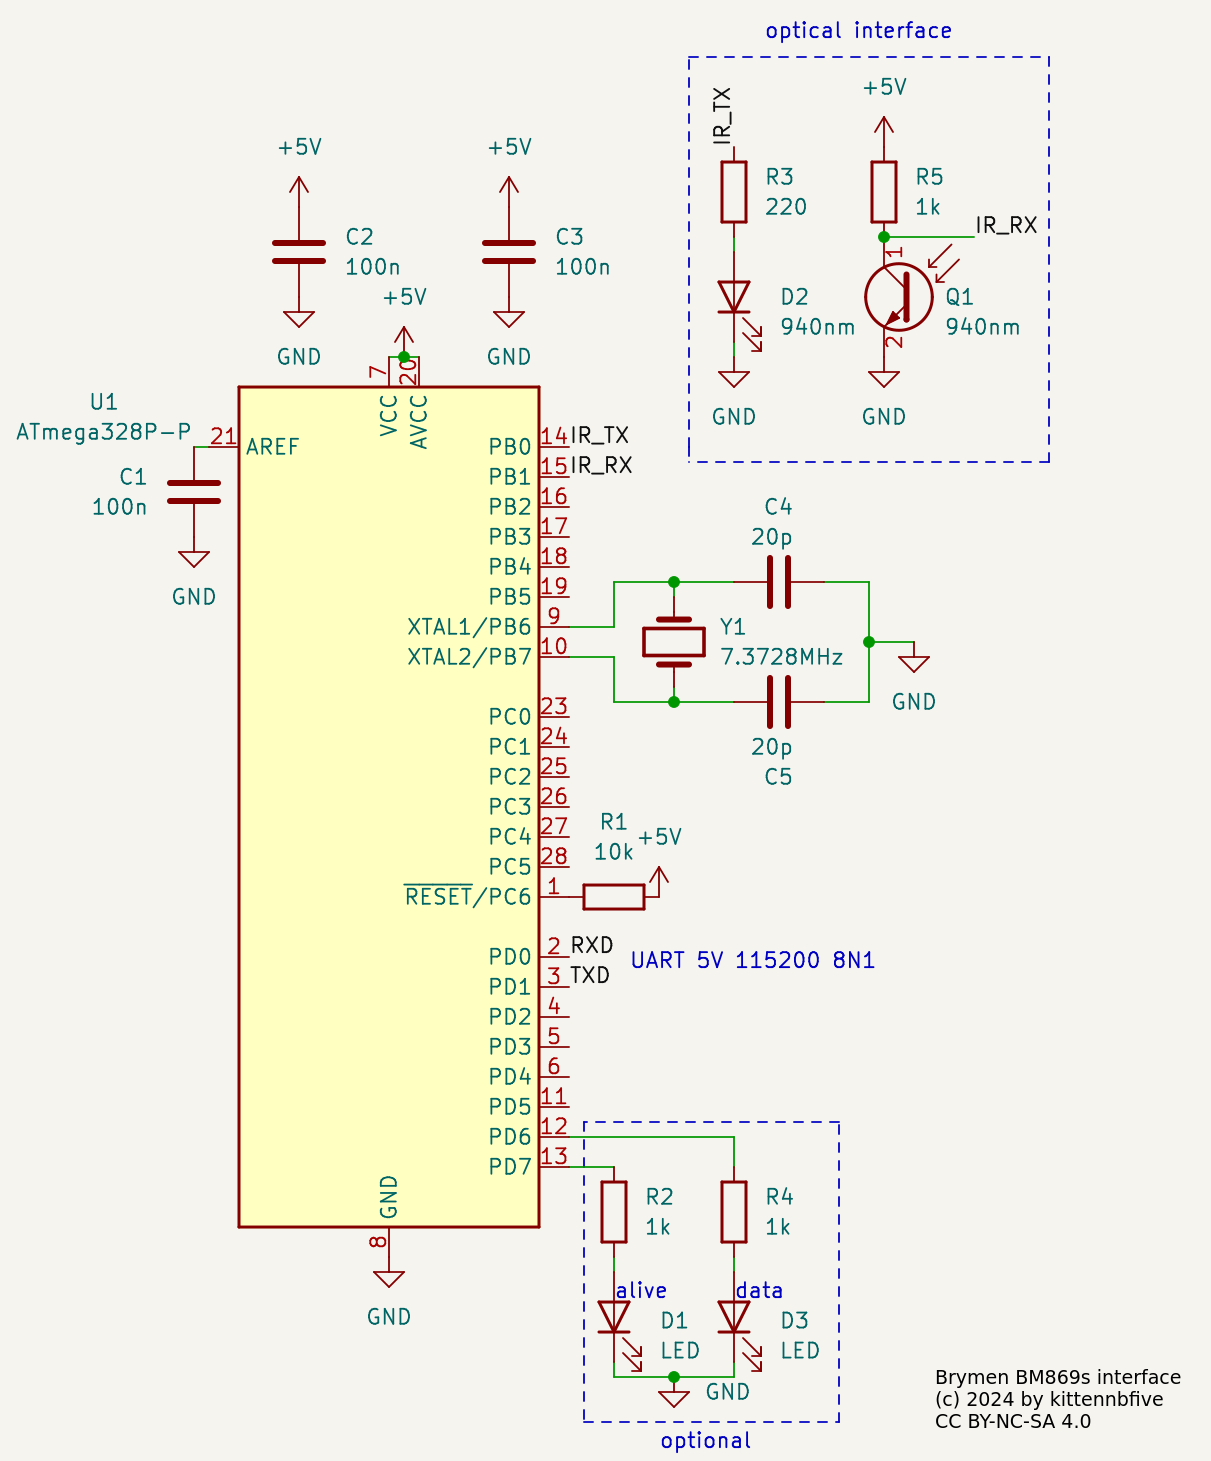 optical interface
IR_TX
+5V
R3
220
R5
1k
IR_RX
1
D2
940nm
Q1
940nm
2
GND
GND
+5V
+5V
C2
100n
C3
100n
+5V
GND
GND
U1
ATmega328P-P
7
20
VCC
AVCC
21
AREF
C1
100n
GND
PB0 14 IR_TX
PB1 15 IR_RX
PB2 16
PB3 17
PB4 18
PB5 19
XTAL1/PB6 9
XTAL2/PB7 10
C4
20p
Y1
7.3728MHz
GND
20p
C5
PC0 23
PC1 24
PC2 25
PC3 26
PC4 27
PC5 28
RESET/PC6 1
R1
10k
+5V
PD0 2 RXD
UART 5V 115200 8N1
PD1 3 TXD
PD2 4
PD3 5
PD4 6
PD5 11
PD6 12
PD7 13
GND
8
GND
R2
1k
R4
1k
alive
data
D1
LED
D3
LED
GND
optional
Brymen BM869s interface
(c) 2024 by kittennbfive
CC BY-NC-SA 4.0